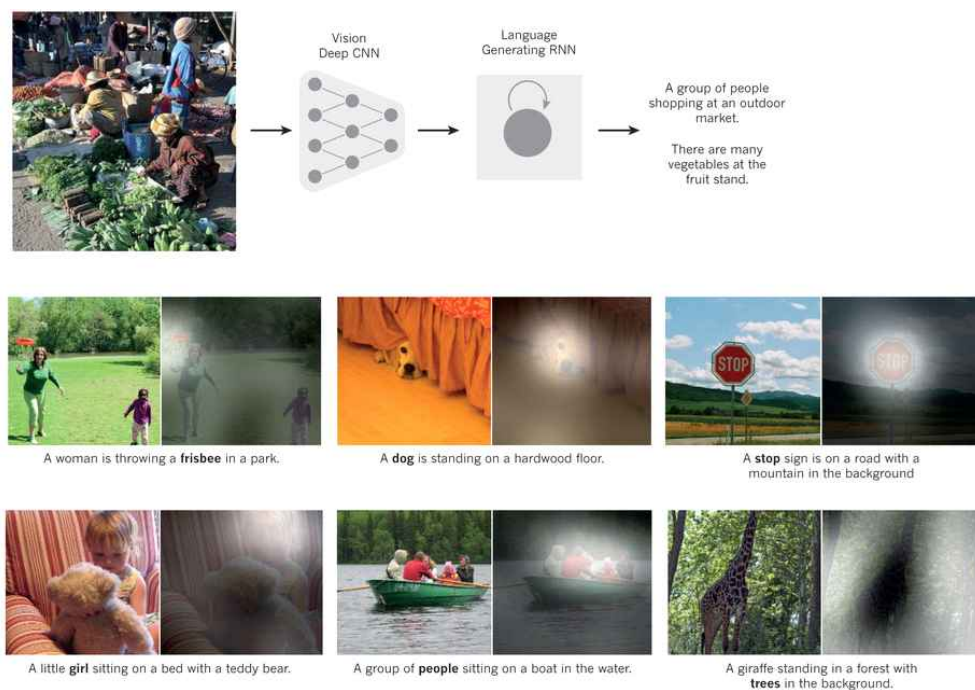 Vision
Deep CNN
Language
Generating RNN
A group of people
shopping at an outdoor
market.
There are many
vegetables at the
fruit stand.
STOP
STOP
A woman is throwing a frisbee in a park.
A dog is standing on a hardwood floor.
A stop sign is on a road with a
mountain in the background
A little girl sitting on a bed with a teddy bear.
A group of people sitting on a boat in the water.
A giraffe standing in a forest with
trees in the background.